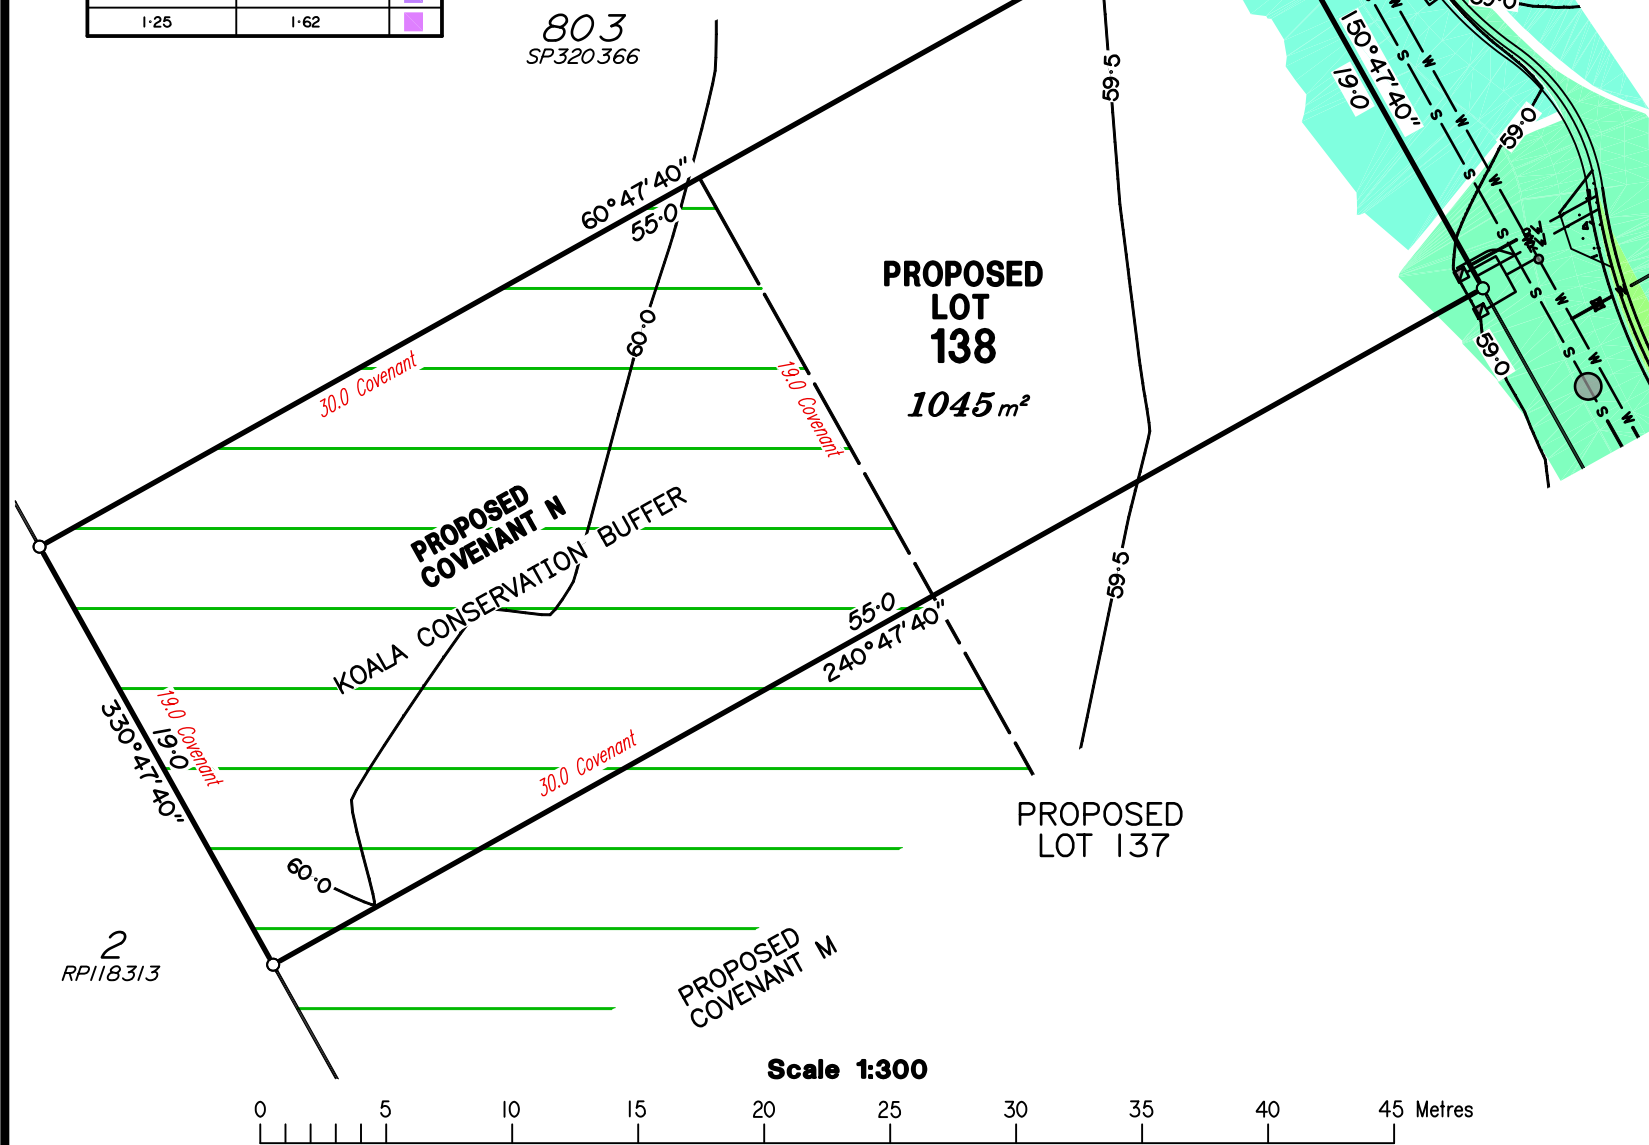 1·25 1·62
803
SP320366
59·5
150°47'40"
19·0
59·0
59·0
60°47'40"
55·0
PROPOSED
LOT
138
1045 m²
60·0
30.0 Covenant
19.0 Covenant
59·0
PROPOSED
COVENANT N
KOALA CONSERVATION BUFFER
59·5
55·0
240°47'40"
19.0 Covenant
19·0
330°47'40"
30.0 Covenant
PROPOSED
LOT 137
60·0
2
RP118313
PROPOSED
COVENANT M
Scale 1:300
0 5 10 15 20 25 30 35 40 45 Metres